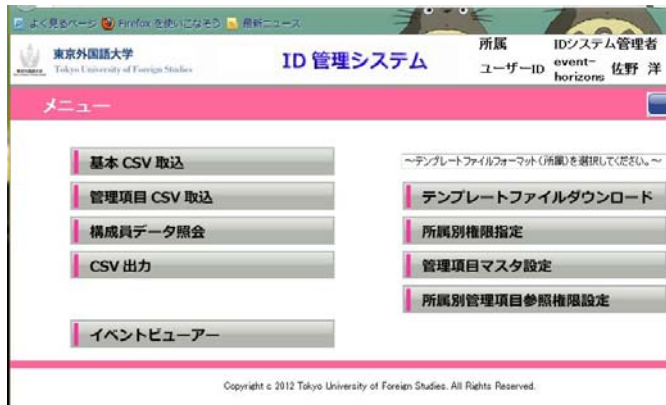 よく見るページ Firefox を使いこなそう 最新ニュース
東京外国語大学
Tokyo University of Foreign Studies
ID 管理システム
所属 IDシステム管理者
ユーザーID event-horizons 佐野 洋
メニュー
基本 CSV 取込
管理項目 CSV 取込
構成員データ照会
CSV 出力
イベントビューアー
～テンプレートファイルフォーマット(所属)を選択してください。～
テンプレートファイルダウンロード
所属別権限指定
管理項目マスタ設定
所属別管理項目参照権限設定
Copyright c 2012 Tokyo University of Foreign Studies. All Rights Reserved.